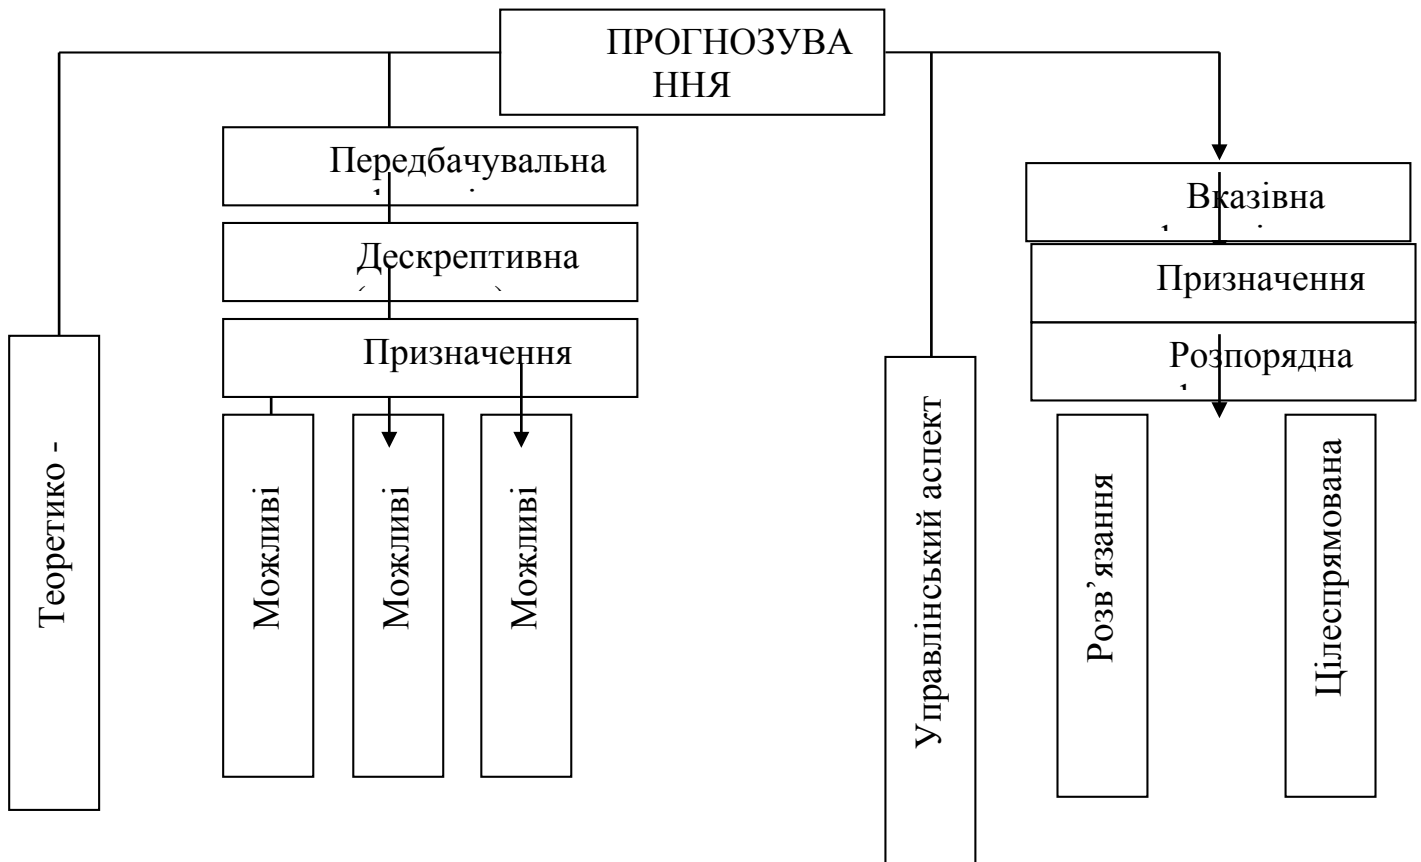 ПРОГНОЗУВА
ННЯ
Передбачувальна
Вказівна
Дескрептивна
Призначення
Призначення
Розпорядна
Теоретико -
Можливі
Можливі
Можливі
Управлінський аспект
Розв’язання
Цілеспрямована